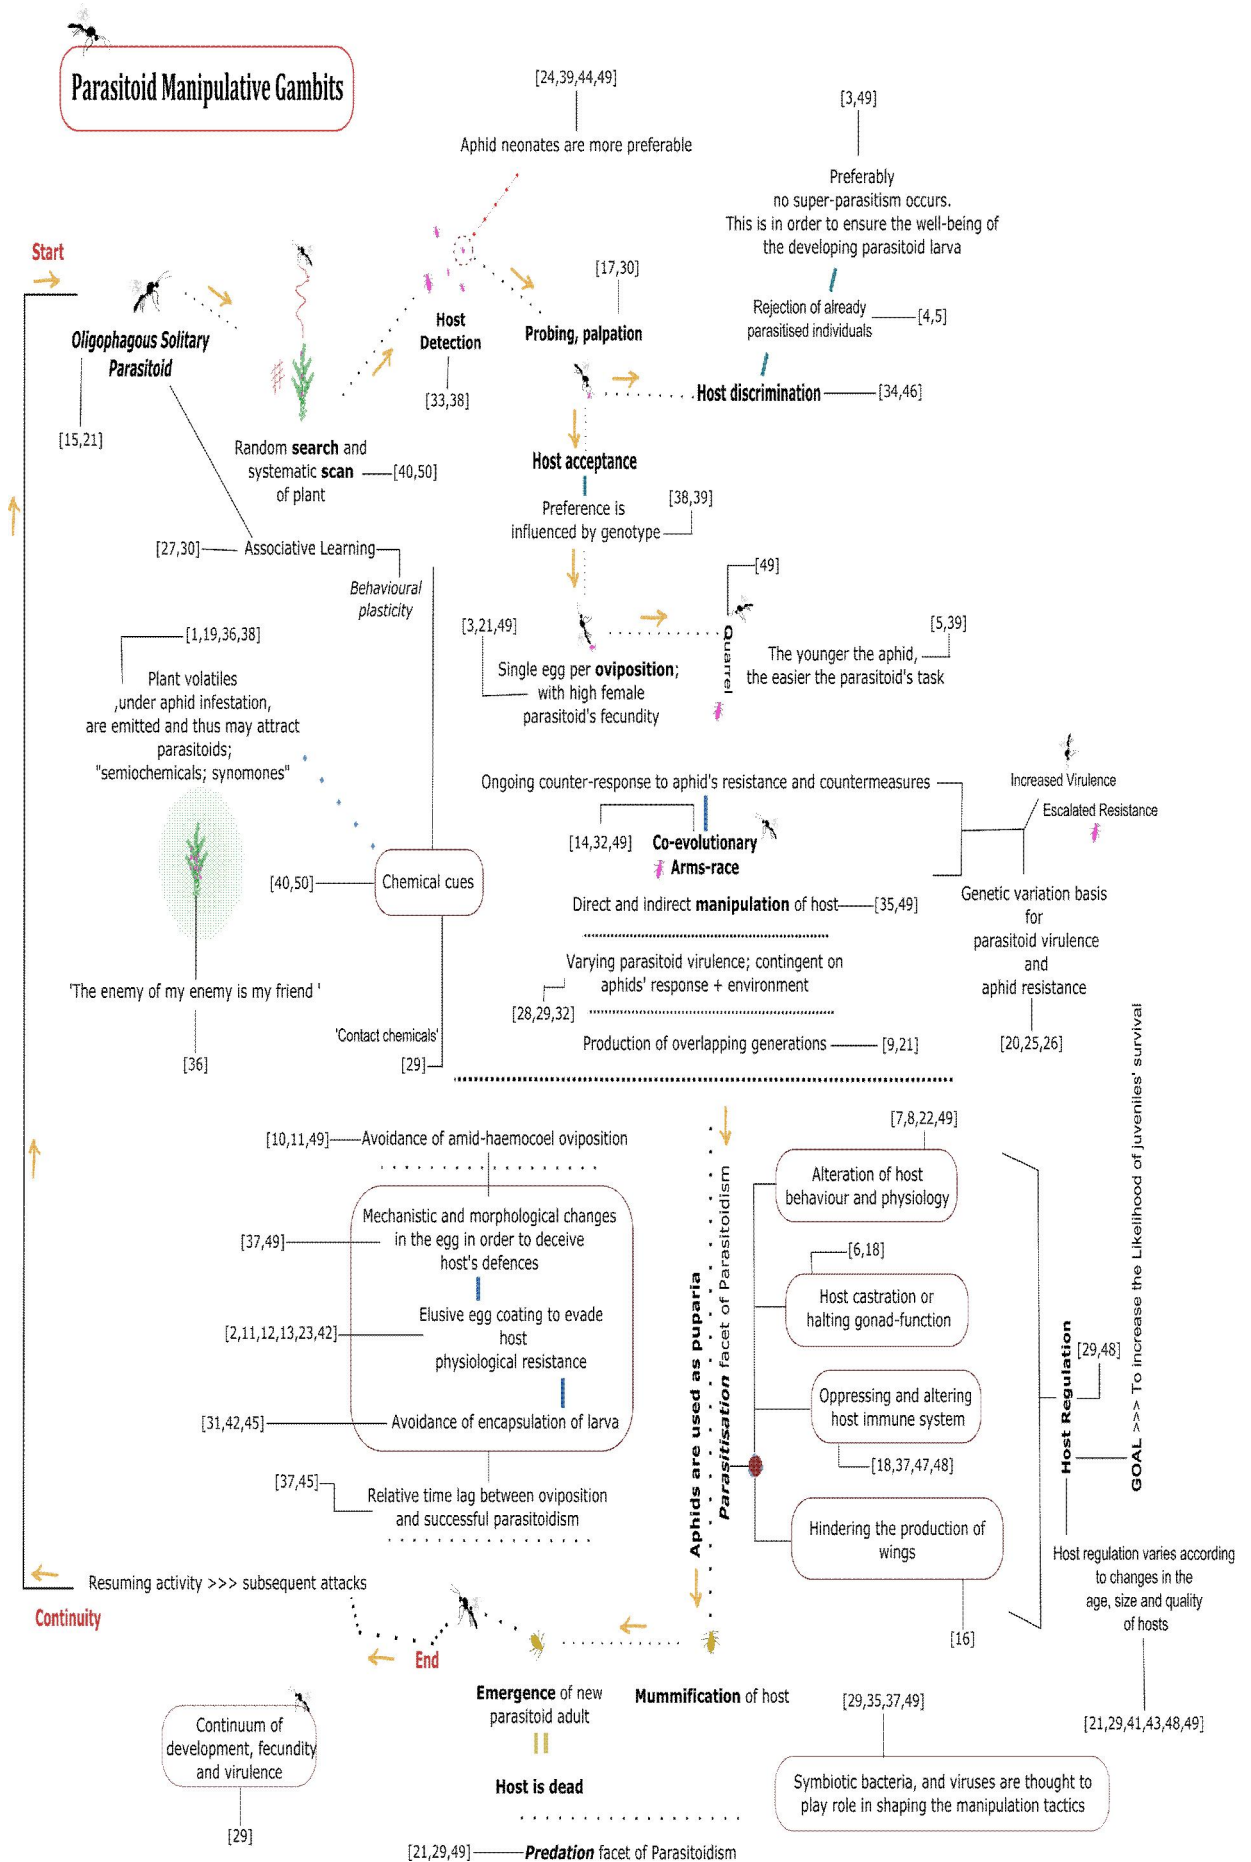 Parasitoid Manipulative Gambits
[24,39,44,49]
Aphid neonates are more preferable
[3,49]
Preferably
no super-parasitism occurs.
This is in order to ensure the well-being of
the developing parasitoid larva
Start
[17,30]
Rejection of already
parasitised individuals
[4,5]
Oligophagous Solitary
Parasitoid
Host
Detection
Probing, palpation
[33,38]
Host discrimination
[34,46]
[15,21]
Random search and
systematic scan
of plant
[40,50]
Host acceptance
Preference is
influenced by genotype
[38,39]
[27,30]
Associative Learning
Behavioural
plasticity
[49]
Quarrel
[3,21,49]
Single egg per oviposition;
with high female
parasitoid's fecundity
[5,39]
The younger the aphid,
the easier the parasitoid's task
[1,19,36,38]
Plant volatiles
,under aphid infestation,
are emitted and thus may attract
parasitoids;
"semiochemicals; synomones"
Ongoing counter-response to aphid's resistance and countermeasures
Increased Virulence
Escalated Resistance
[14,32,49]
Co-evolutionary
Arms-race
[40,50]
Chemical cues
Direct and indirect manipulation of host
[35,49]
Genetic variation basis
for
parasitoid virulence
and
aphid resistance
[20,25,26]
Varying parasitoid virulence; contingent on
aphids' response + environment
[28,29,32]
'The enemy of my enemy is my friend '
[36]
'Contact chemicals'
[29]
Production of overlapping generations
[9,21]
[10,11,49]
Avoidance of amid-haemocoel oviposition
Mechanistic and morphological changes
in the egg in order to deceive
host's defences
[37,49]
Elusive egg coating to evade
host
physiological resistance
[2,11,12,13,23,42]
Avoidance of encapsulation of larva
[31,42,45]
[37,45]
Relative time lag between oviposition
and successful parasitoidism
Aphids are used as puparia
Parasitisation facet of Parasitoidism
[7,8,22,49]
Alteration of host
behaviour and physiology
[6,18]
Host castration or
halting gonad-function
Oppressing and altering
host immune system
[18,37,47,48]
Hindering the production of
wings
[16]
Host Regulation
[29,48]
GOAL >>> To increase the Likelihood of juveniles' survival
Host regulation varies according
to changes in the
age, size and quality
of hosts
[21,29,41,43,48,49]
Resuming activity >>> subsequent attacks
Continuity
End
Emergence of new
parasitoid adult
Mummification of host
Host is dead
[29,35,37,49]
Symbiotic bacteria, and viruses are thought to
play role in shaping the manipulation tactics
Continuum of
development, fecundity
and virulence
[29]
[21,29,49]
Predation facet of Parasitoidism